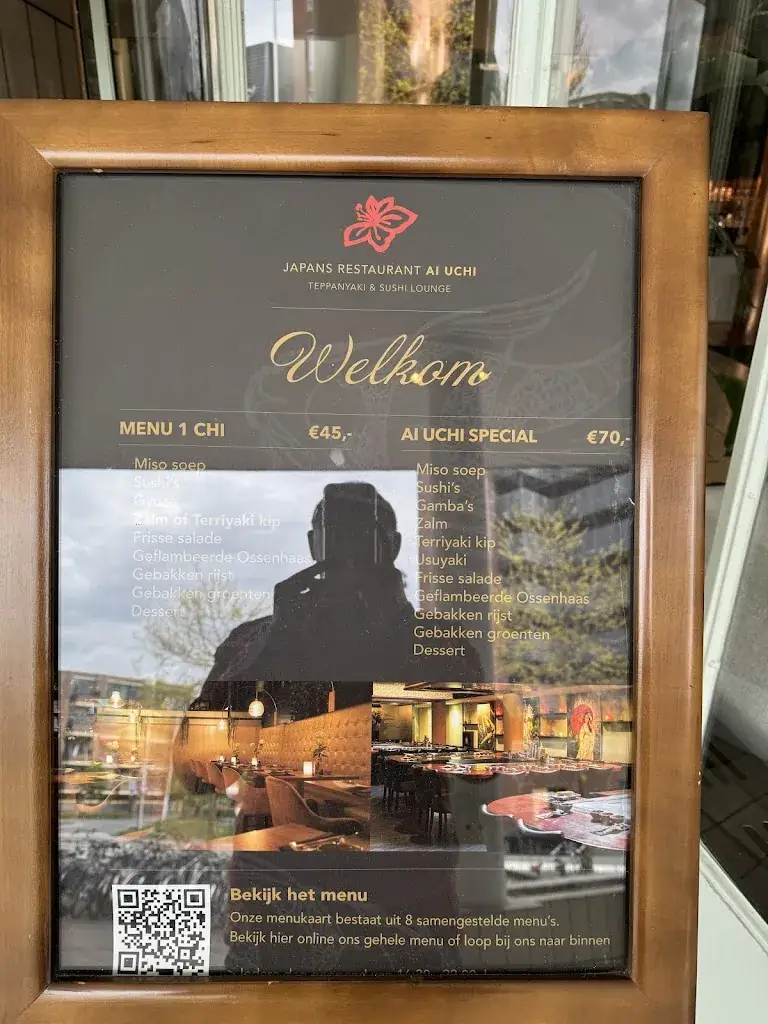 JAPANS RESTAURANT AI UCHI
TEPPANYAKI & SUSHI LOUNGE
Welkom
MENU 1 CHI €45,-
Miso soep
Sushi's
Gyoza
Zalm of Terriyaki kip
Frisse salade
Geflambeerde Ossenhaas
Gebakken rijst
Gebakken groenten
Dessert
AI UCHI SPECIAL €70,-
Miso soep
Sushi's
Gamba's
Zalm
Terriyaki kip
Usuyaki
Frisse salade
Geflambeerde Ossenhaas
Gebakken rijst
Gebakken groenten
Dessert
Bekijk het menu
Onze menukaart bestaat uit 8 samengestelde menu's.
Bekijk hier online ons gehele menu of loop bij ons naar binnen